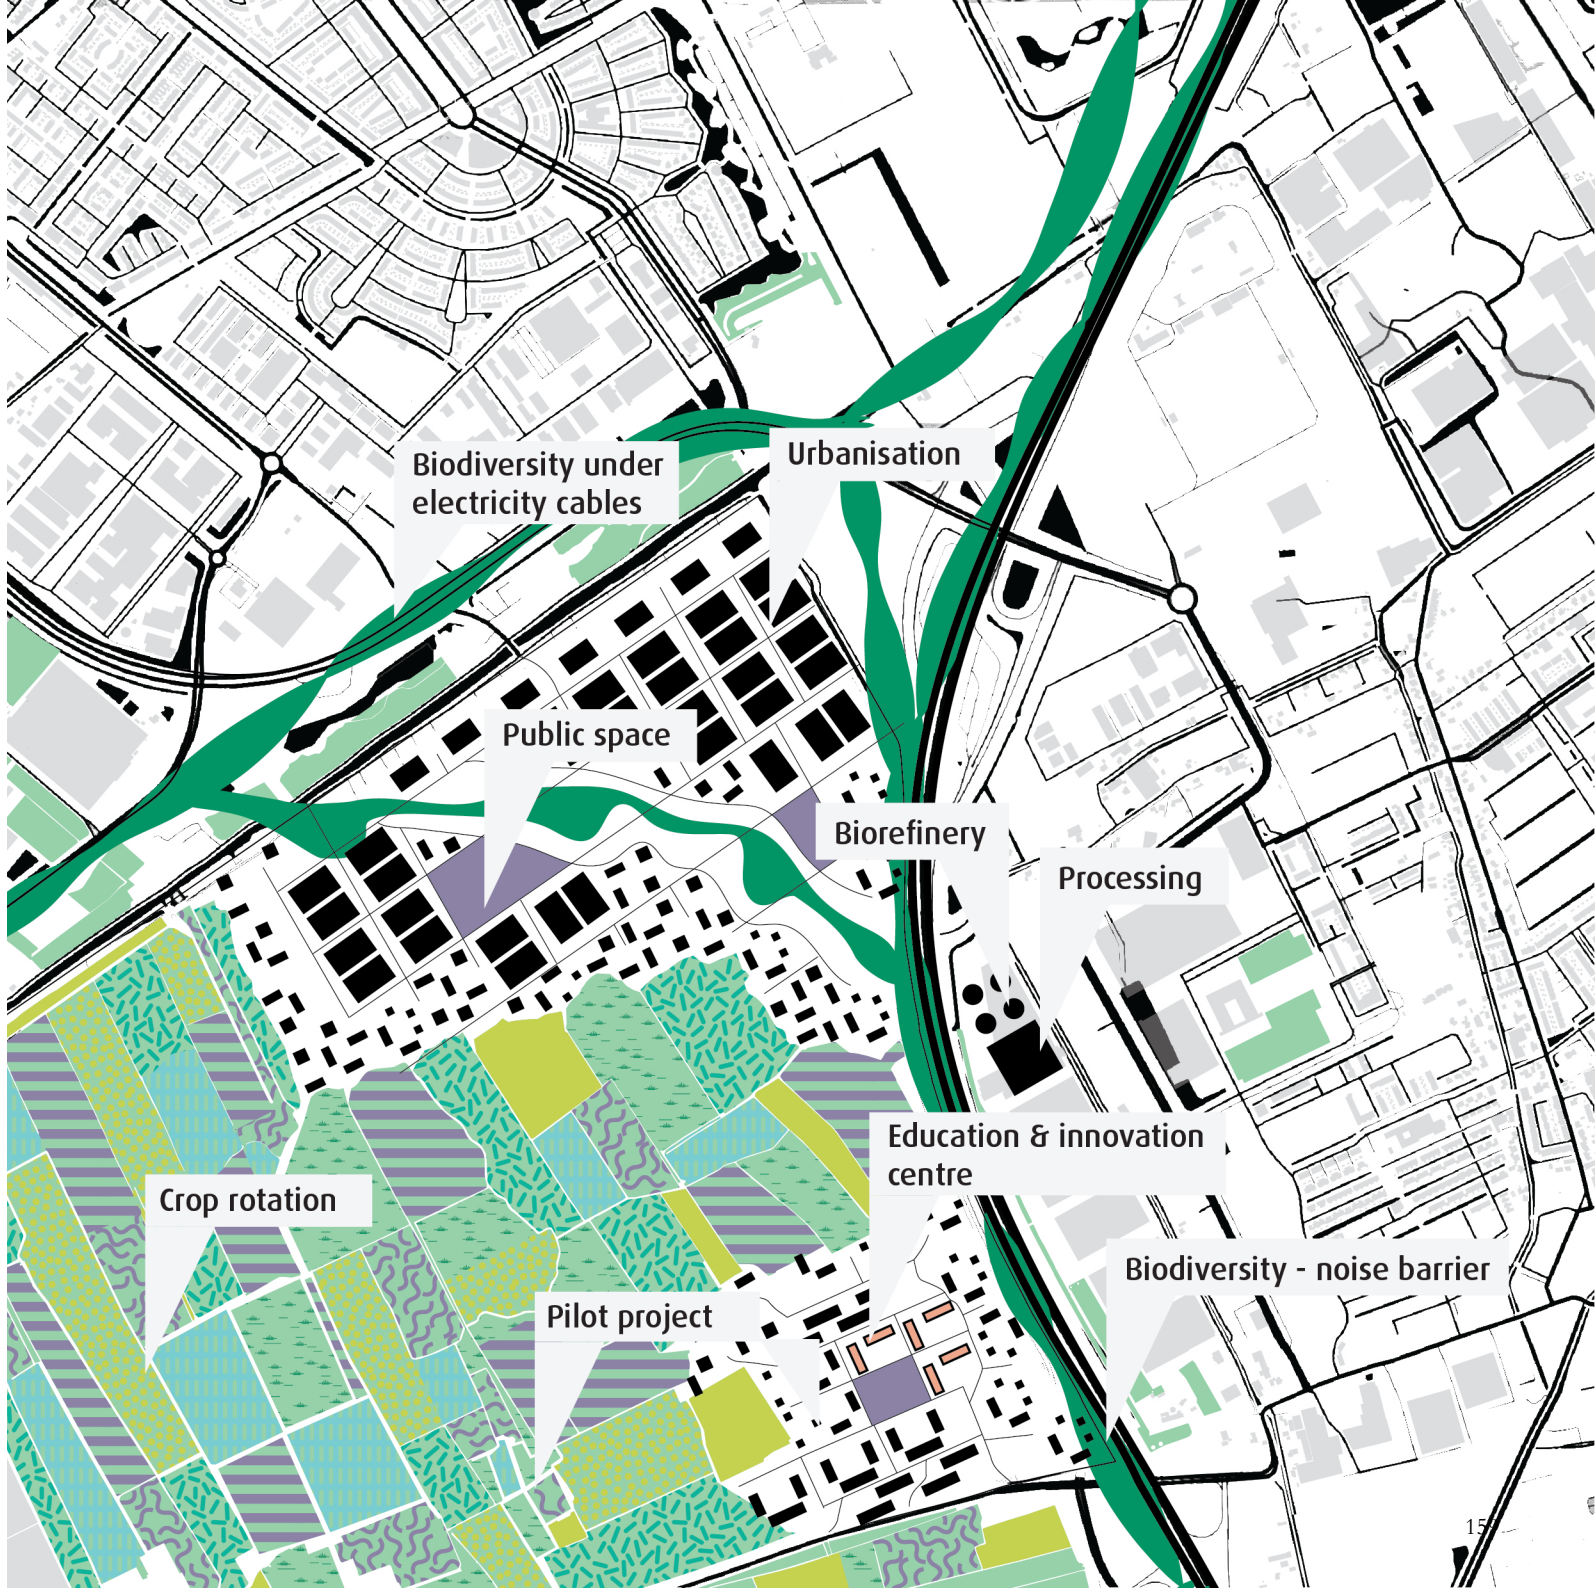 Biodiversity under
electricity cables
Urbanisation
Public space
Biorefinery
Processing
Education & innovation
centre
Crop rotation
Biodiversity - noise barrier
Pilot project